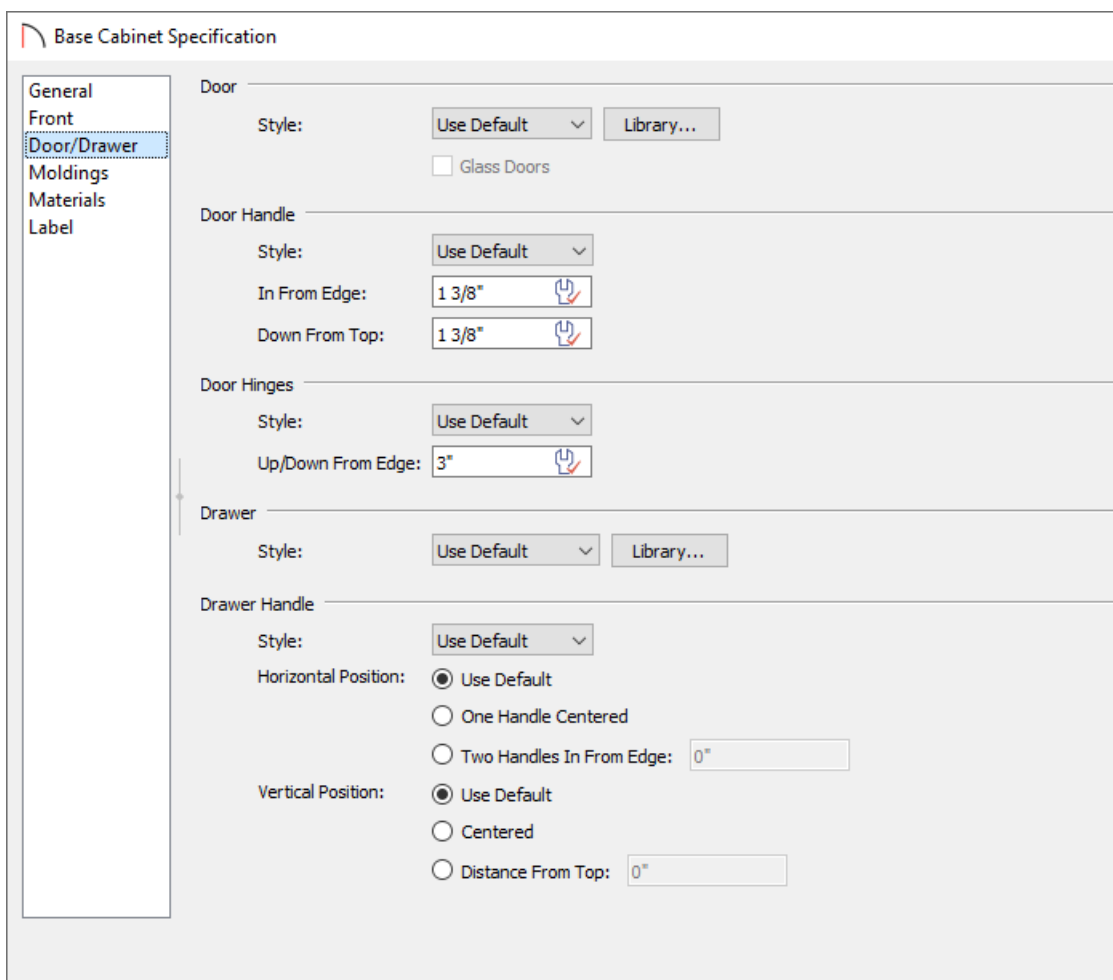 Base Cabinet Specification
General
Front
Door/Drawer
Moldings
Materials
Label
Door
Style: Use Default Library...
Glass Doors
Door Handle
Style: Use Default
In From Edge: 1 3/8"
Down From Top: 1 3/8"
Door Hinges
Style: Use Default
Up/Down From Edge: 3"
Drawer
Style: Use Default Library...
Drawer Handle
Style: Use Default
Horizontal Position: Use Default
One Handle Centered
Two Handles In From Edge: 0"
Vertical Position: Use Default
Centered
Distance From Top: 0"